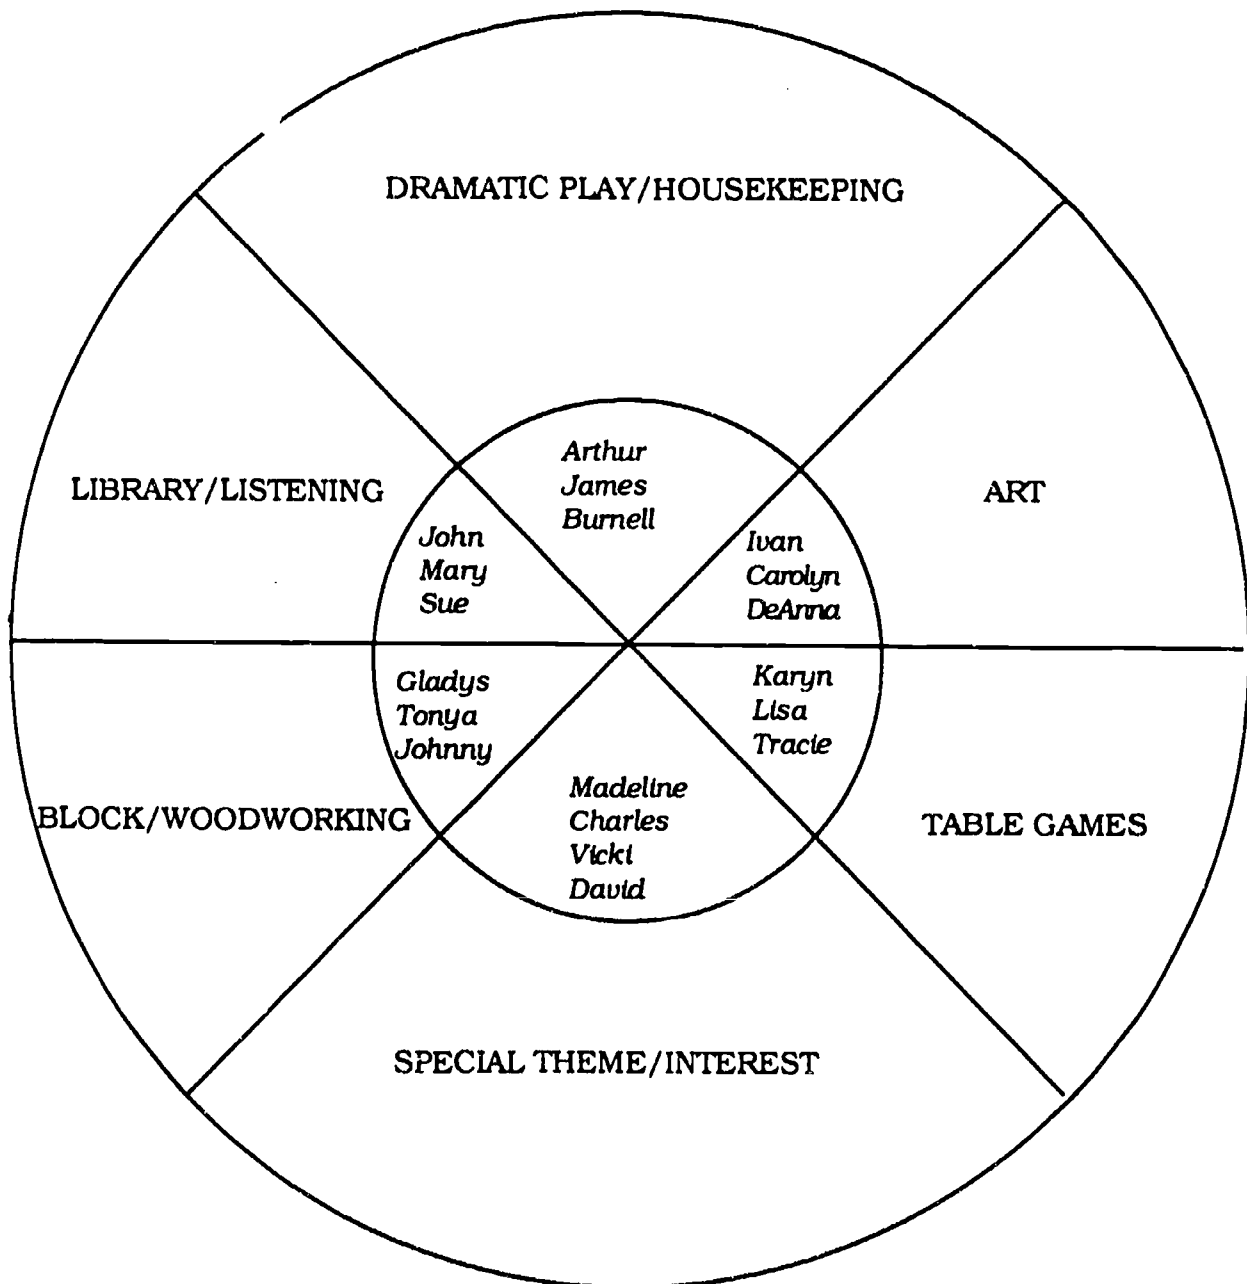 DRAMATIC PLAY/HOUSEKEEPING
LIBRARY/LISTENING
ART
Arthur
James
Burnell
John
Mary
Sue
Ivan
Carolyn
DeAnna
Gladys
Tonya
Johnny
Karyn
Lisa
Tracie
Madeline
Charles
Vicki
David
BLOCK/WOODWORKING
TABLE GAMES
SPECIAL THEME/INTEREST